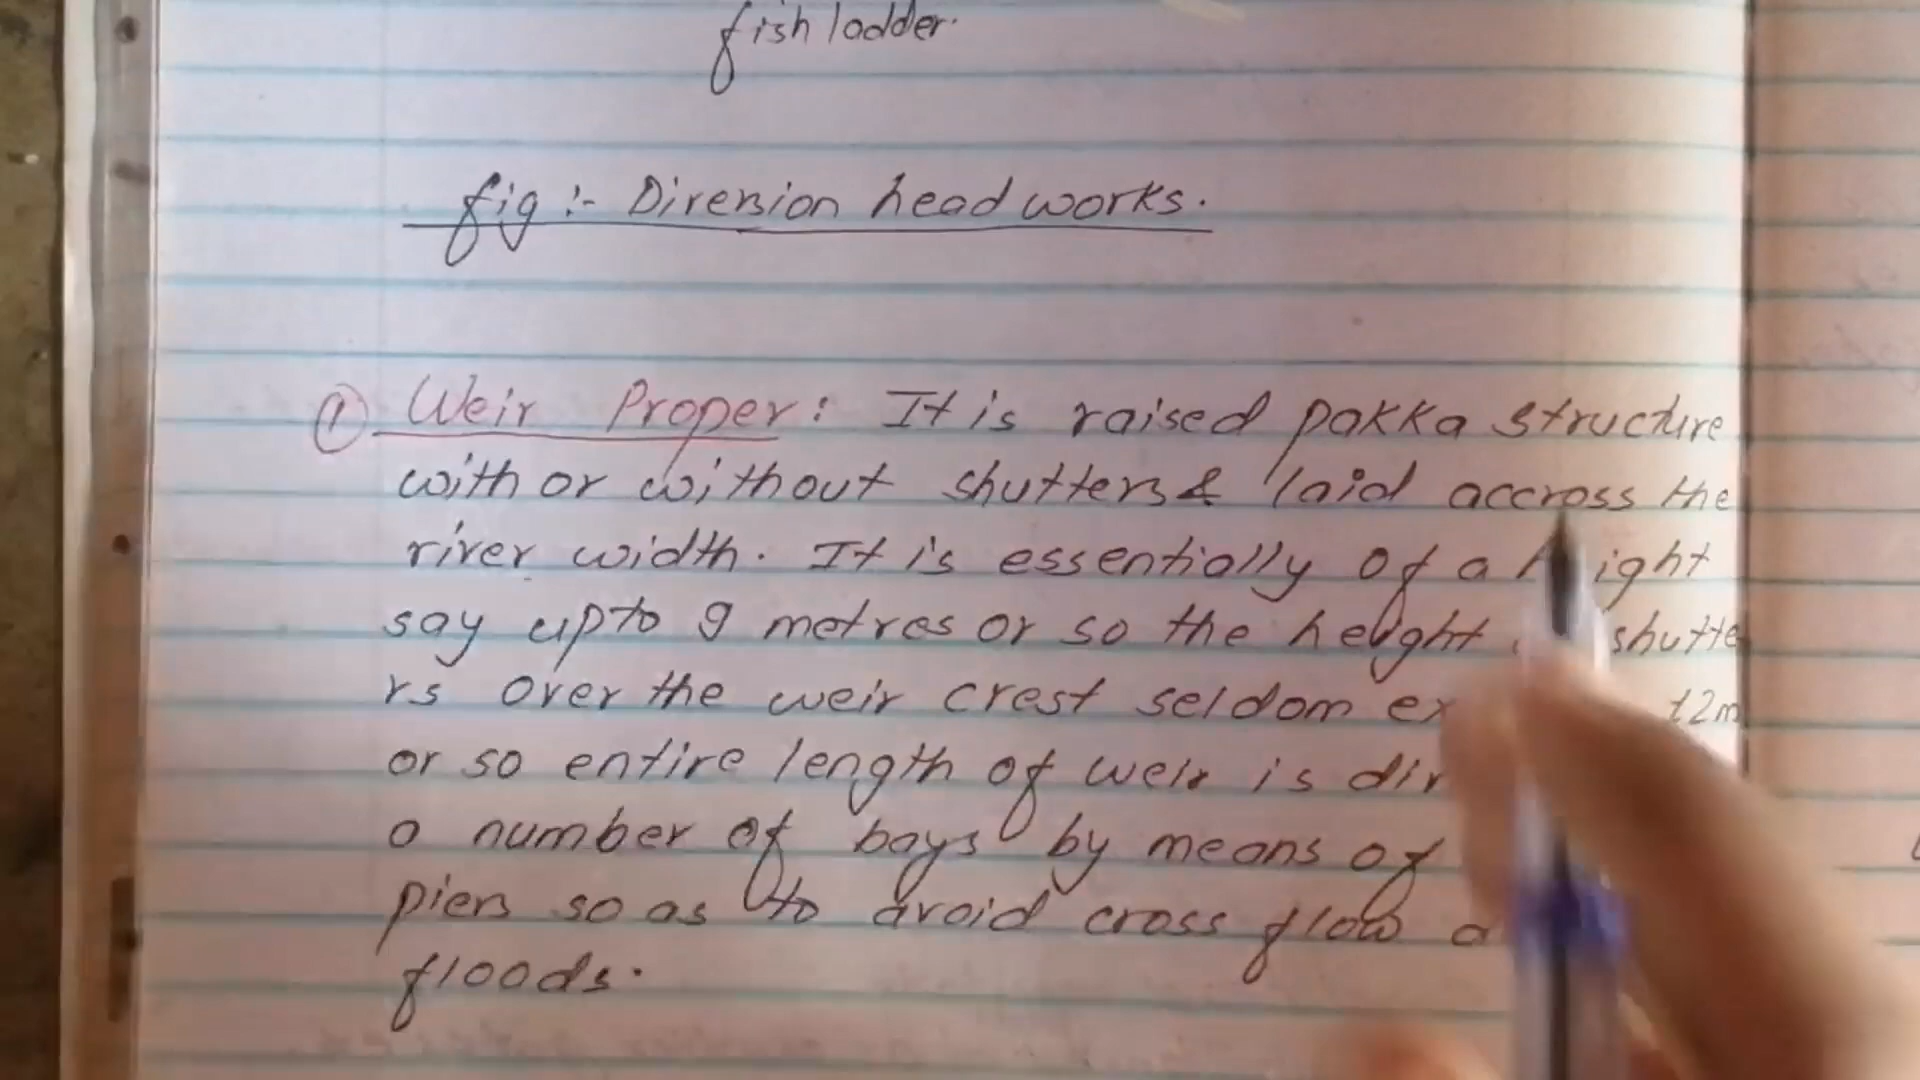 fish ladder.
fig :- Diversion head works.
① Weir Proper: It is raised pakka structure
with or without shutters & laid accross the
river width. It is essentially of a
say upto 9 metres or so the height shutte
rs over the weir crest seldom 12m
or so entire length of weir is
a number of bays by means of
piers so as to avoid cross flow
floods.